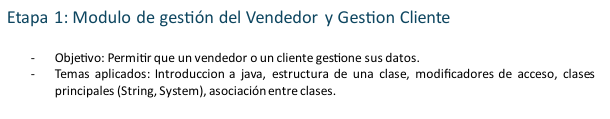 Etapa 1: Modulo de gestión del Vendedor y Gestion Cliente
- Objetivo: Permitir que un vendedor o un cliente gestione sus datos.
- Temas aplicados: Introduccion a java, estructura de una clase, modificadores de acceso, clases
principales (String, System), asociación entre clases.